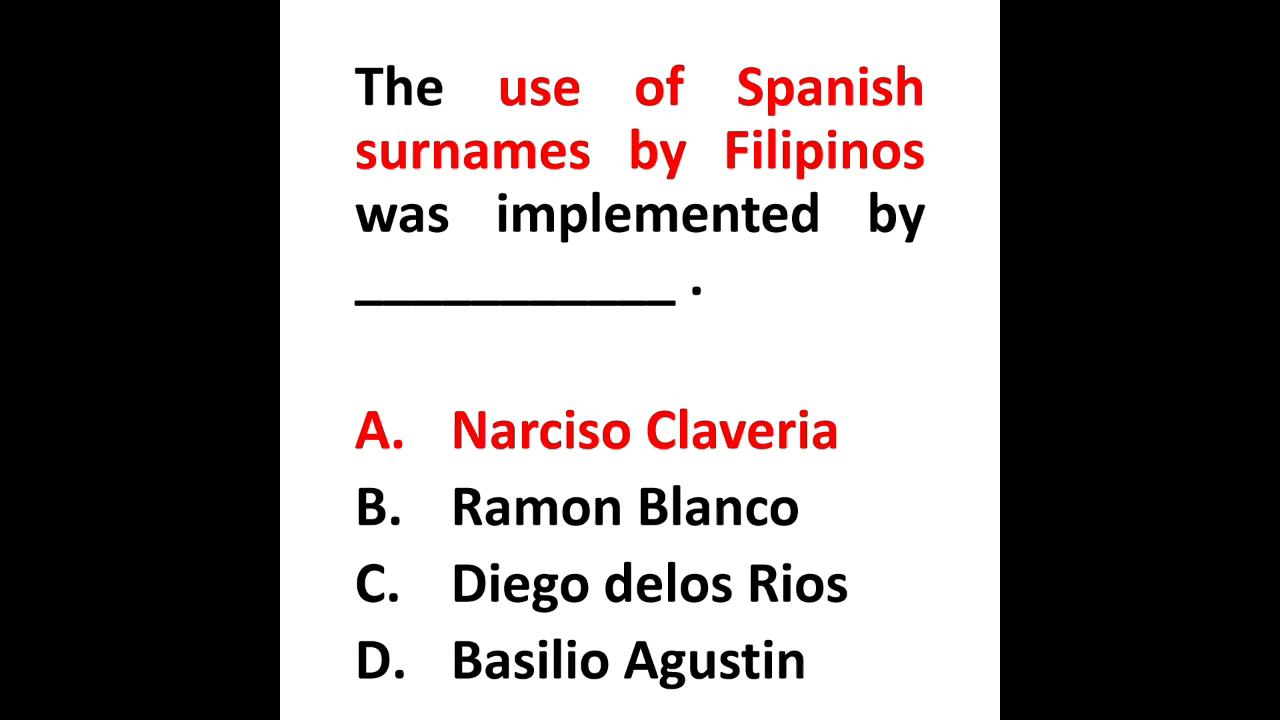 The use of Spanish
surnames by Filipinos
was implemented by
___________ .
A. Narciso Claveria
B. Ramon Blanco
C. Diego delos Rios
D. Basilio Agustin